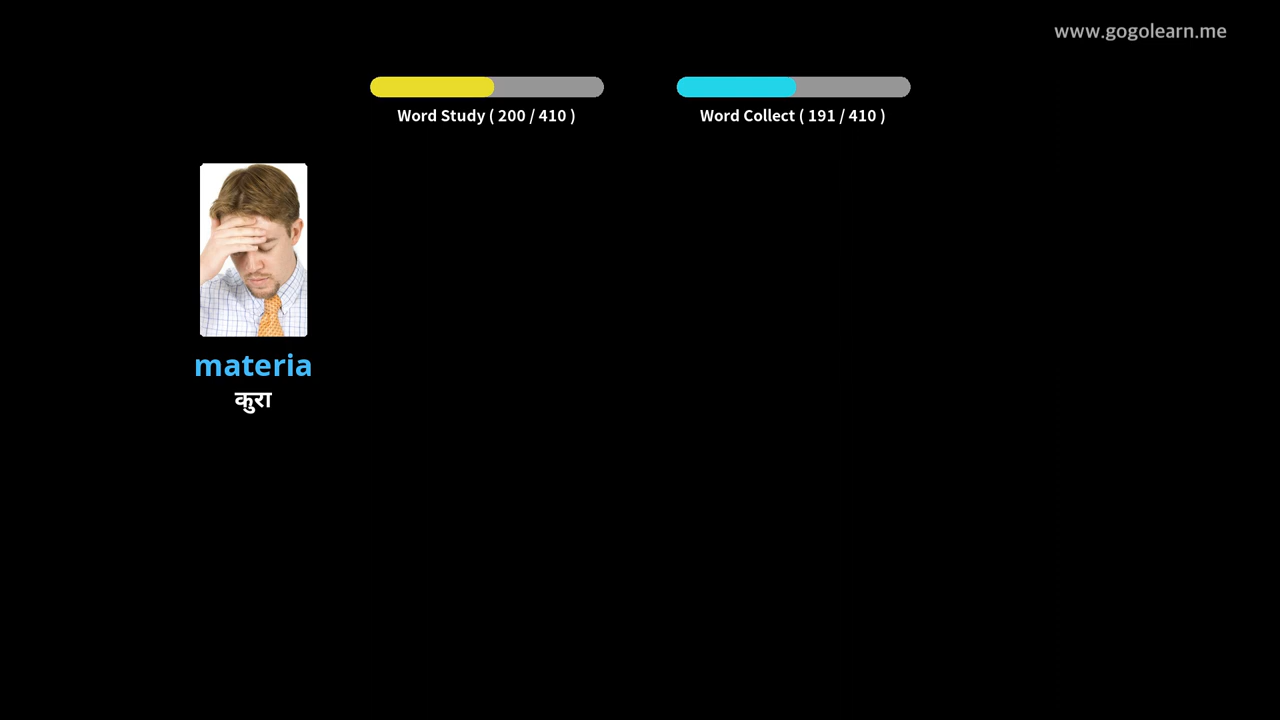 www.gogolearn.me
Word Study ( 200 / 410 )
Word Collect ( 191 / 410 )
materia
कुरा